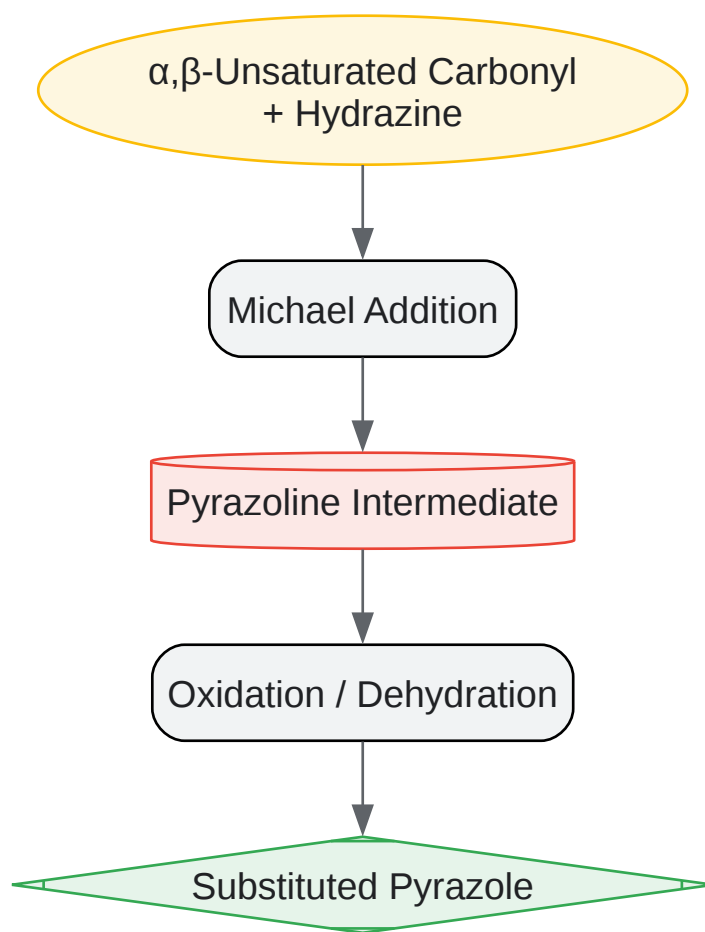 α,β-Unsaturated Carbonyl
+ Hydrazine
Michael Addition
Pyrazoline Intermediate
Oxidation / Dehydration
Substituted Pyrazole